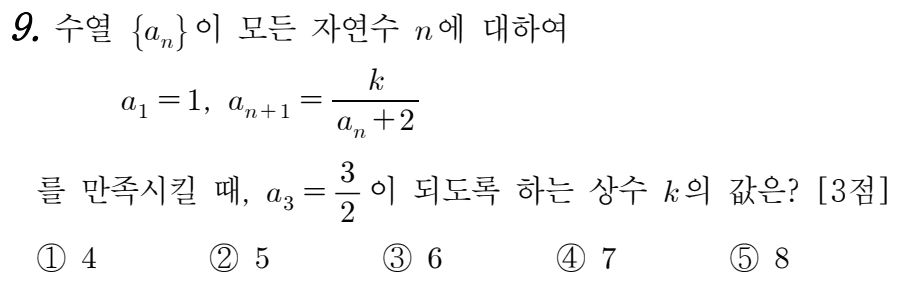 9. 수열 {aₙ}이 모든 자연수 n에 대하여
a₁=1, aₙ₊₁=k/(aₙ+2)
를 만족시킬 때, a₃=3/2이 되도록 하는 상수 k의 값은? [3점]
① 4 ② 5 ③ 6 ④ 7 ⑤ 8